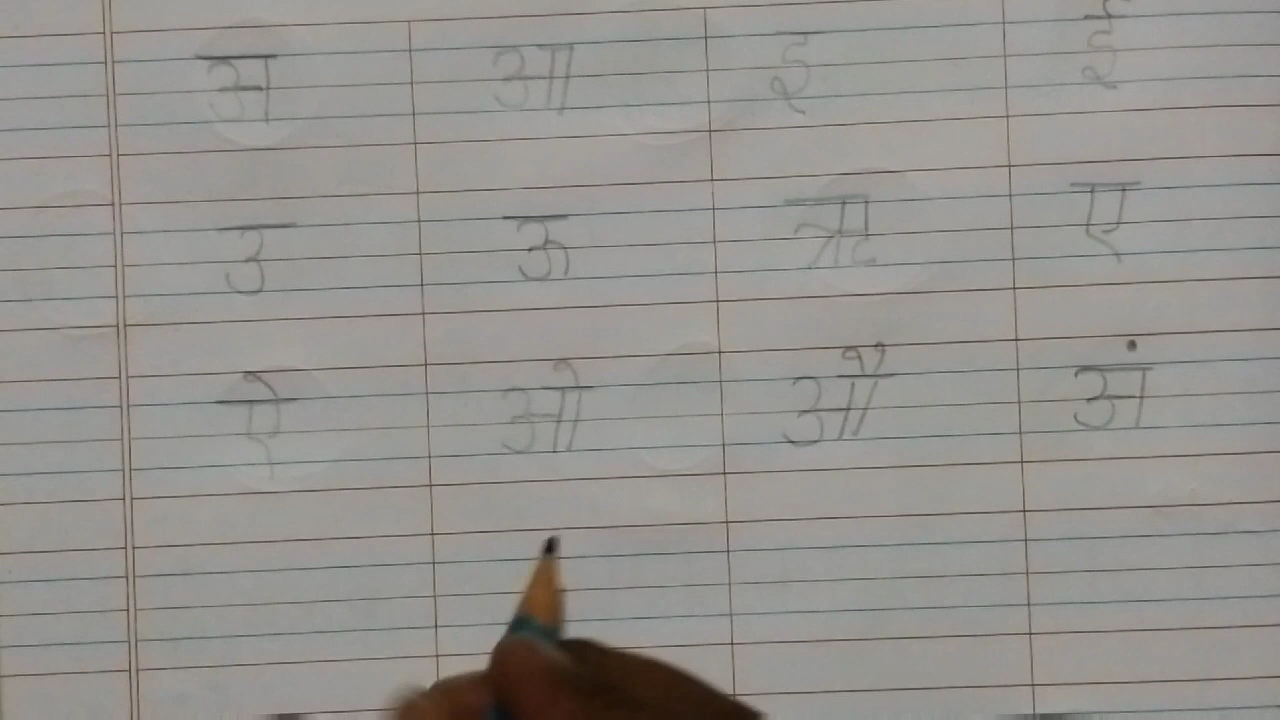 अ आ इ ई
उ ऊ ऋ ए
ऐ ओ औ अं